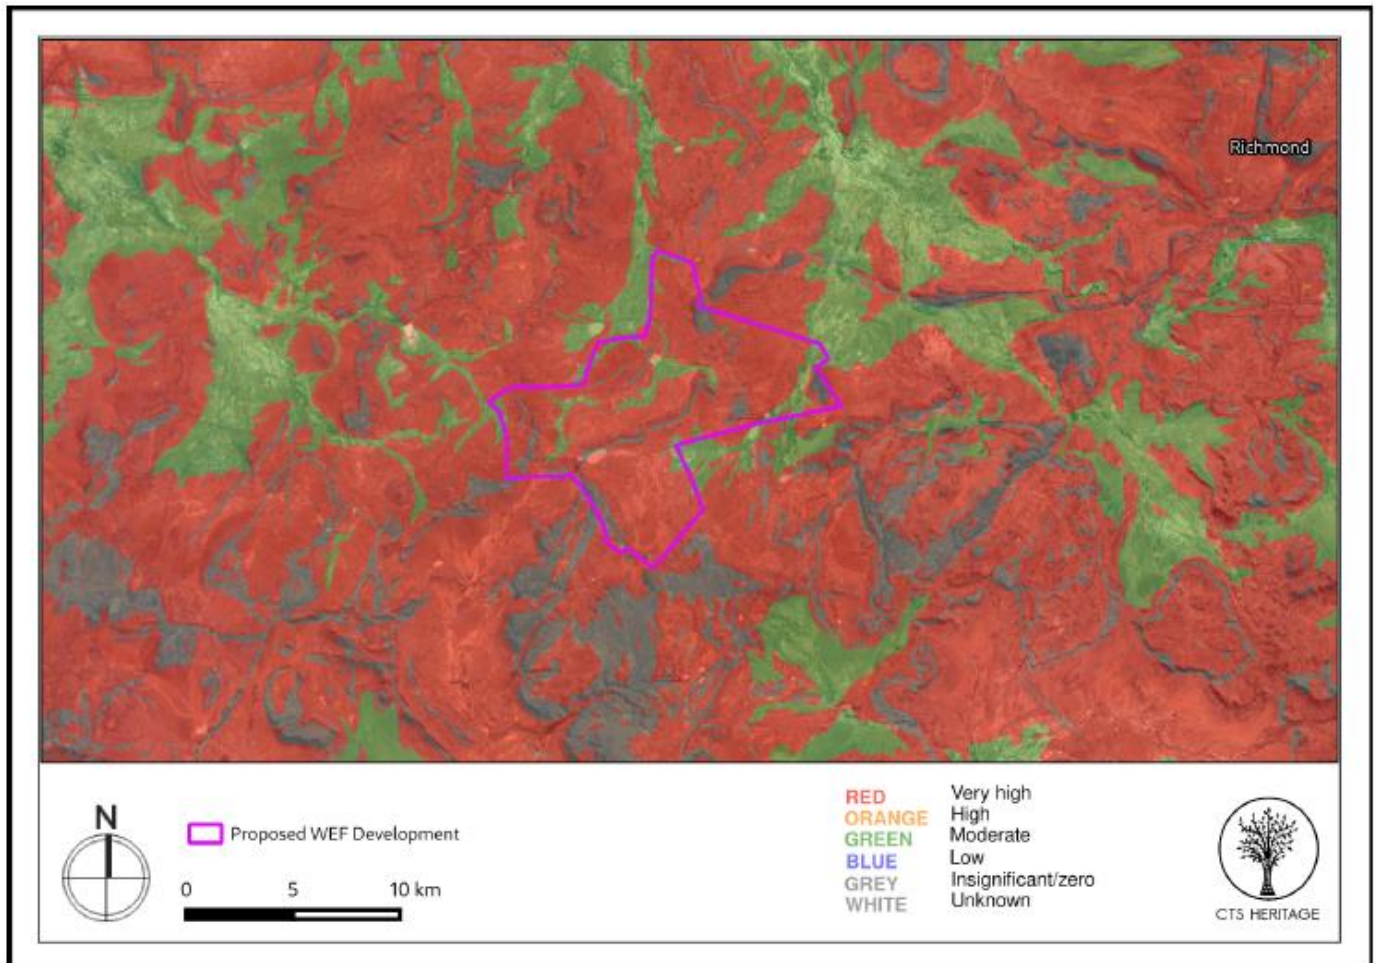 Richmond
N
Proposed WEF Development
0 5 10 km
RED Very high
ORANGE High
GREEN Moderate
BLUE Low
GREY Insignificant/zero
WHITE Unknown
CTS HERITAGE